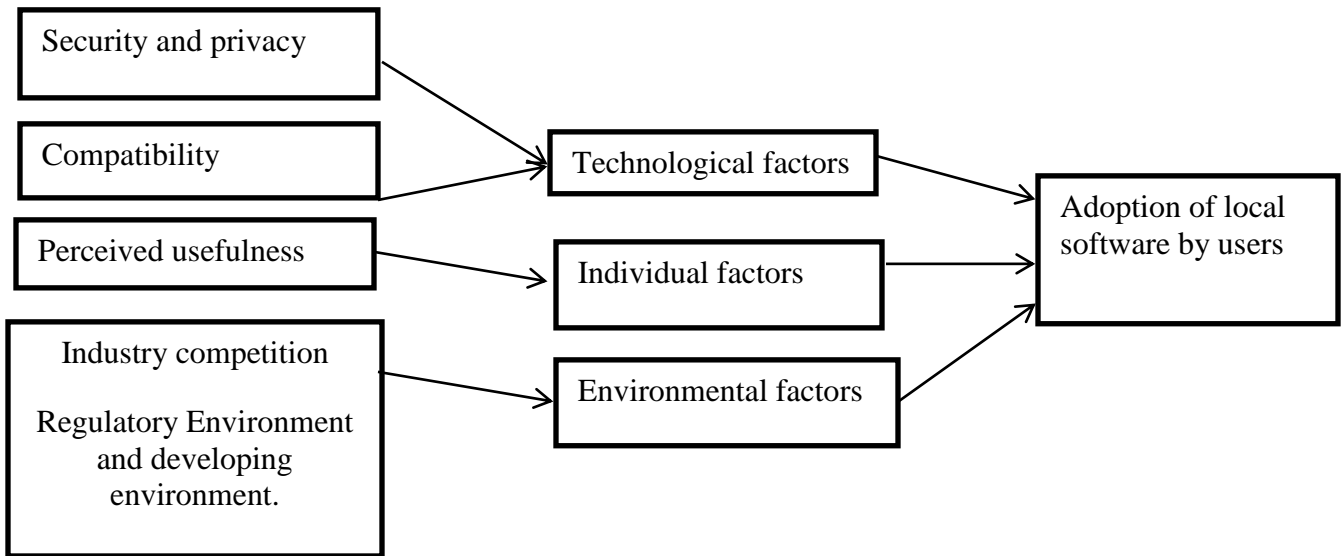 Security and privacy
Compatibility
Perceived usefulness
Industry competition
Regulatory Environment
and developing
environment.
Technological factors
Individual factors
Environmental factors
Adoption of local
software by users